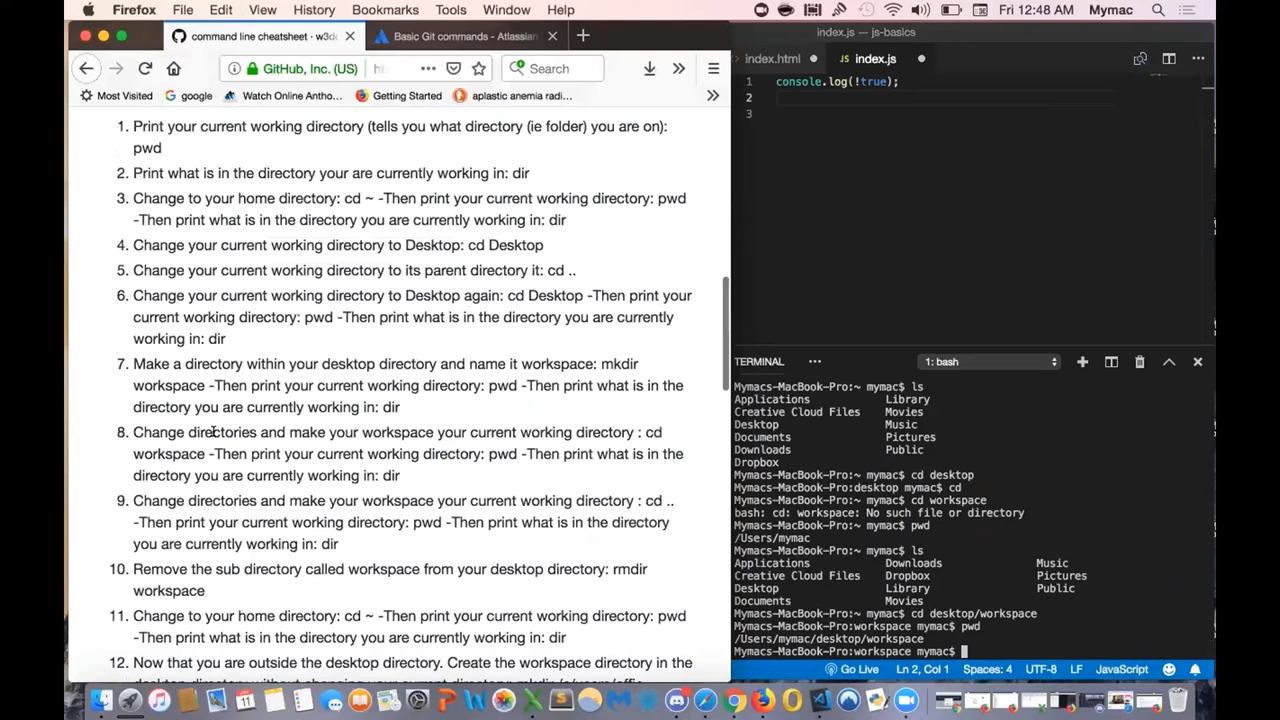 Firefox File Edit View History Bookmarks Tools Window Help Fri 12:48 AM Mymac
command line cheatsheet · w3d Basic Git commands - Atlassian
GitHub, Inc. (US) Search
Most Visited google Watch Online Antho... Getting Started aplastic anemia radi...
1. Print your current working directory (tells you what directory (ie folder) you are on):
pwd
2. Print what is in the directory your are currently working in: dir
3. Change to your home directory: cd ~ -Then print your current working directory: pwd
-Then print what is in the directory you are currently working in: dir
4. Change your current working directory to Desktop: cd Desktop
5. Change your current working directory to its parent directory it: cd ..
6. Change your current working directory to Desktop again: cd Desktop -Then print your
current working directory: pwd -Then print what is in the directory you are currently
working in: dir
7. Make a directory within your desktop directory and name it workspace: mkdir
workspace -Then print your current working directory: pwd -Then print what is in the
directory you are currently working in: dir
8. Change directories and make your workspace your current working directory : cd
workspace -Then print your current working directory: pwd -Then print what is in the
directory you are currently working in: dir
9. Change directories and make your workspace your current working directory : cd ..
-Then print your current working directory: pwd -Then print what is in the directory
you are currently working in: dir
10. Remove the sub directory called workspace from your desktop directory: rmdir
workspace
11. Change to your home directory: cd ~ -Then print your current working directory: pwd
-Then print what is in the directory you are currently working in: dir
12. Now that you are outside the desktop directory. Create the workspace directory in the
index.js — js-basics
index.html index.js
1 console.log(!true);
2
3
TERMINAL 1: bash
Mymacs-MacBook-Pro:~ mymac$ ls
Applications Library
Creative Cloud Files Movies
Desktop Music
Documents Pictures
Downloads Public
Dropbox
Mymacs-MacBook-Pro:~ mymac$ cd desktop
Mymacs-MacBook-Pro:desktop mymac$ cd
Mymacs-MacBook-Pro:~ mymac$ cd workspace
bash: cd: workspace: No such file or directory
Mymacs-MacBook-Pro:~ mymac$ pwd
/Users/mymac
Mymacs-MacBook-Pro:~ mymac$ ls
Applications Downloads Music
Creative Cloud Files Dropbox Pictures
Desktop Library Public
Documents Movies
Mymacs-MacBook-Pro:~ mymac$ cd desktop/workspace
Mymacs-MacBook-Pro:workspace mymac$ pwd
/Users/mymac/desktop/workspace
Mymacs-MacBook-Pro:workspace mymac$
Go Live Ln 2, Col 1 Spaces: 4 UTF-8 LF JavaScript